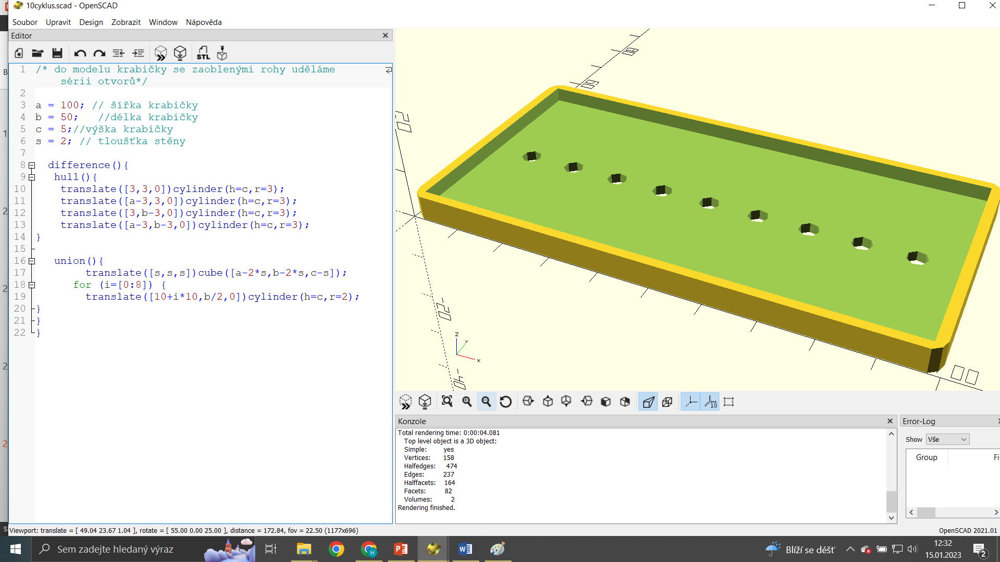 10cyklus.scad - OpenSCAD
Soubor Upravit Design Zobrazit Window Nápověda
Editor
STL
1 /* do modelu krabičky se zaoblenými rohy uděláme
sérii otvorů*/
2
3 a = 100; // šířka krabičky
4 b = 50; //délka krabičky
5 c = 5;//výška krabičky
6 s = 2; // tloušťka stěny
7
8 difference(){
9 hull(){
10 translate([3,3,0])cylinder(h=c,r=3);
11 translate([a-3,3,0])cylinder(h=c,r=3);
12 translate([3,b-3,0])cylinder(h=c,r=3);
13 translate([a-3,b-3,0])cylinder(h=c,r=3);
14 }
15
16 union(){
17 translate([s,s,s])cube([a-2*s,b-2*s,c-s]);
18 for (i=[0:8]) {
19 translate([10+i*10,b/2,0])cylinder(h=c,r=2);
20 }
21 }
22 }
z
y
x
10
Konzole
Total rendering time: 0:00:04.081
Top level object is a 3D object:
Simple: yes
Vertices: 158
Halfedges: 474
Edges: 237
Halffacets: 164
Facets: 82
Volumes: 2
Rendering finished.
Error-Log
Show Vše
Group Fi
Viewport: translate = [ 49.04 23.67 1.04 ], rotate = [ 55.00 0.00 25.00 ], distance = 172.84, fov = 22.50 (1177x696)
OpenSCAD 2021.01
Sem zadejte hledaný výraz
Blíží se déšť
12:32
15.01.2023
2